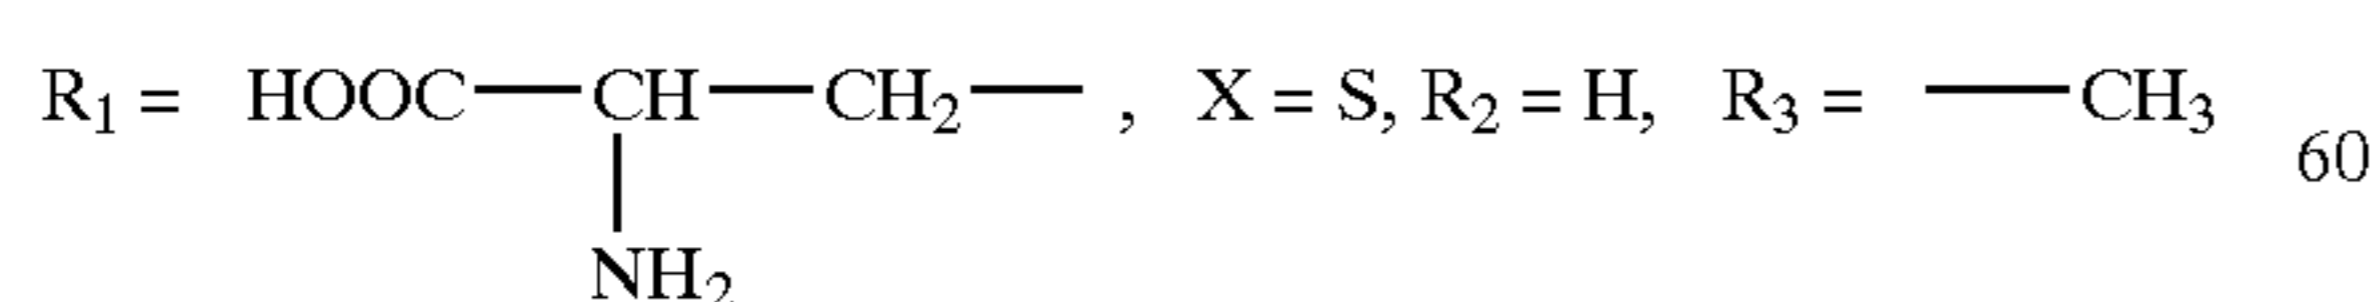 R₁ = HOOC—CH—CH₂— , X = S, R₂ = H, R₃ = —CH₃
60
NH₂